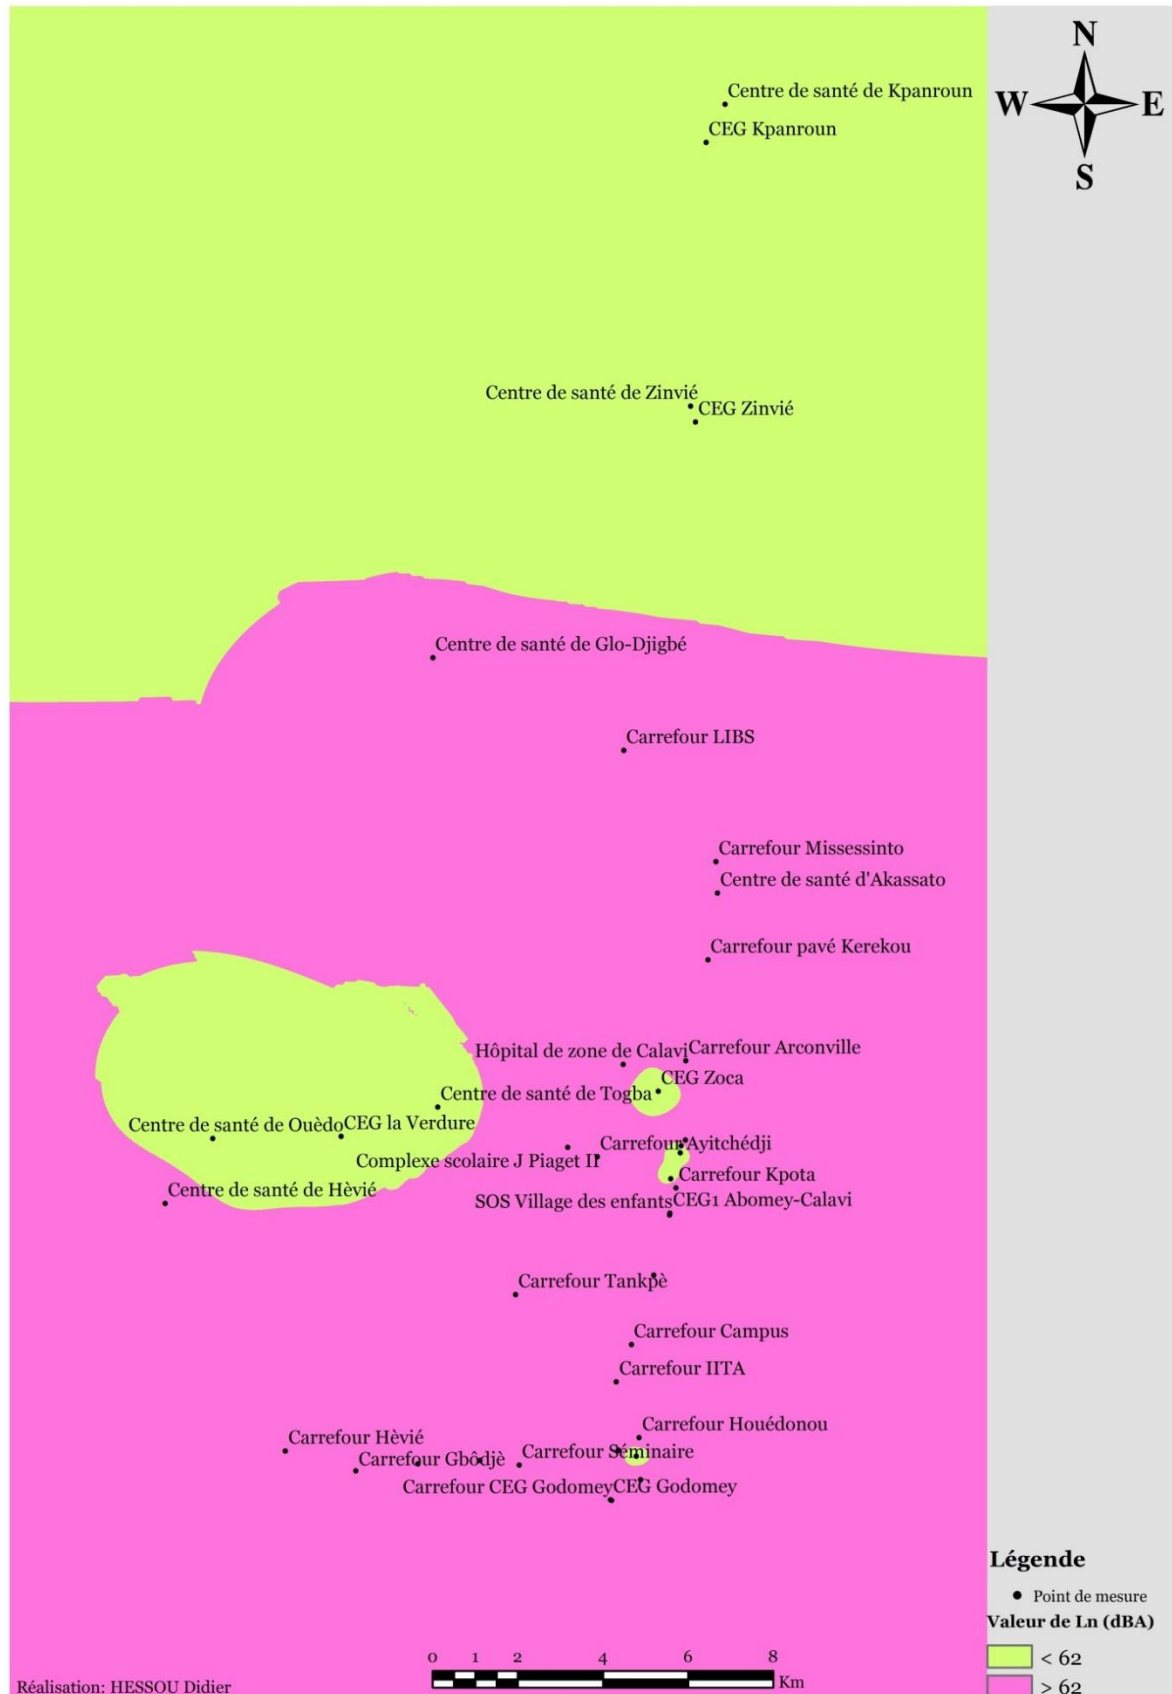 N
W E
S
Centre de santé de Kpanroun
CEG Kpanroun
Centre de santé de Zinvié
CEG Zinvié
Centre de santé de Glo-Djigbé
Carrefour LIBS
Carrefour Missessinto
Centre de santé d'Akassato
Carrefour pavé Kerekou
Hôpital de zone de Calavi
Carrefour Arconville
CEG Zoca
Centre de santé de Togba
Centre de santé de Ouèdo
CEG la Verdure
Carrefour Ayitchédji
Complexe scolaire J Piaget II
Carrefour Kpota
Centre de santé de Hèvié
SOS Village des enfants
CEG1 Abomey-Calavi
Carrefour Tankpè
Carrefour Campus
Carrefour IITA
Carrefour Houédonou
Carrefour Hèvié
Carrefour Séminaire
Carrefour Gbôdjè
Carrefour CEG Godomey
CEG Godomey
Légende
Point de mesure
Valeur de Ln (dBA)
< 62
> 62
0 1 2 4 6 8
Km
Réalisation: HESSOU Didier